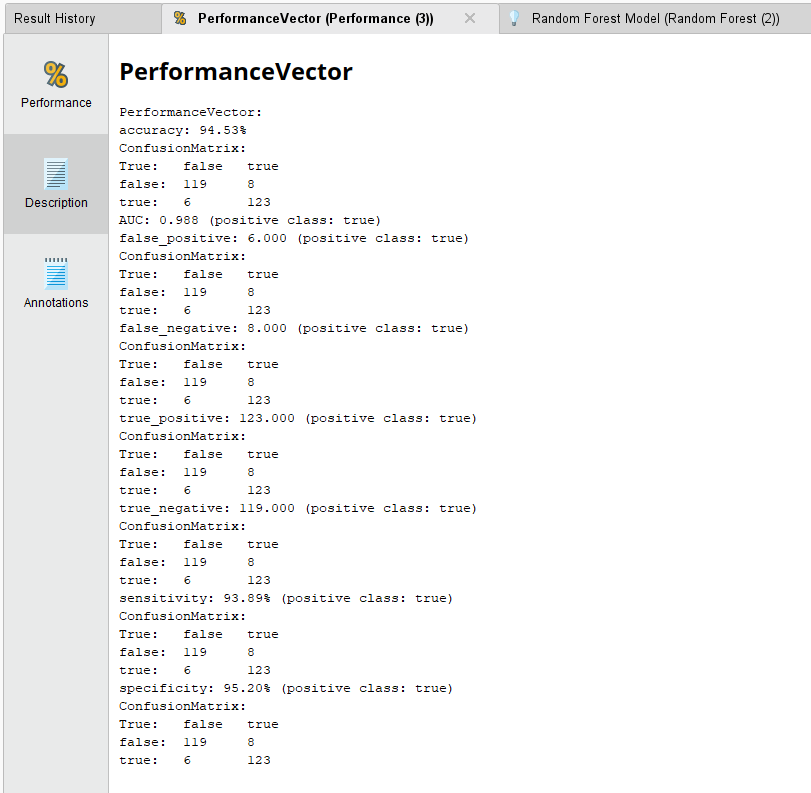 Result History
PerformanceVector (Performance (3))
Random Forest Model (Random Forest (2))
Performance
Description
Annotations
PerformanceVector
PerformanceVector:
accuracy: 94.53%
ConfusionMatrix:
True:   false   true
false:  119     8
true:   6       123
AUC: 0.988 (positive class: true)
false_positive: 6.000 (positive class: true)
ConfusionMatrix:
True:   false   true
false:  119     8
true:   6       123
false_negative: 8.000 (positive class: true)
ConfusionMatrix:
True:   false   true
false:  119     8
true:   6       123
true_positive: 123.000 (positive class: true)
ConfusionMatrix:
True:   false   true
false:  119     8
true:   6       123
true_negative: 119.000 (positive class: true)
ConfusionMatrix:
True:   false   true
false:  119     8
true:   6       123
sensitivity: 93.89% (positive class: true)
ConfusionMatrix:
True:   false   true
false:  119     8
true:   6       123
specificity: 95.20% (positive class: true)
ConfusionMatrix:
True:   false   true
false:  119     8
true:   6       123